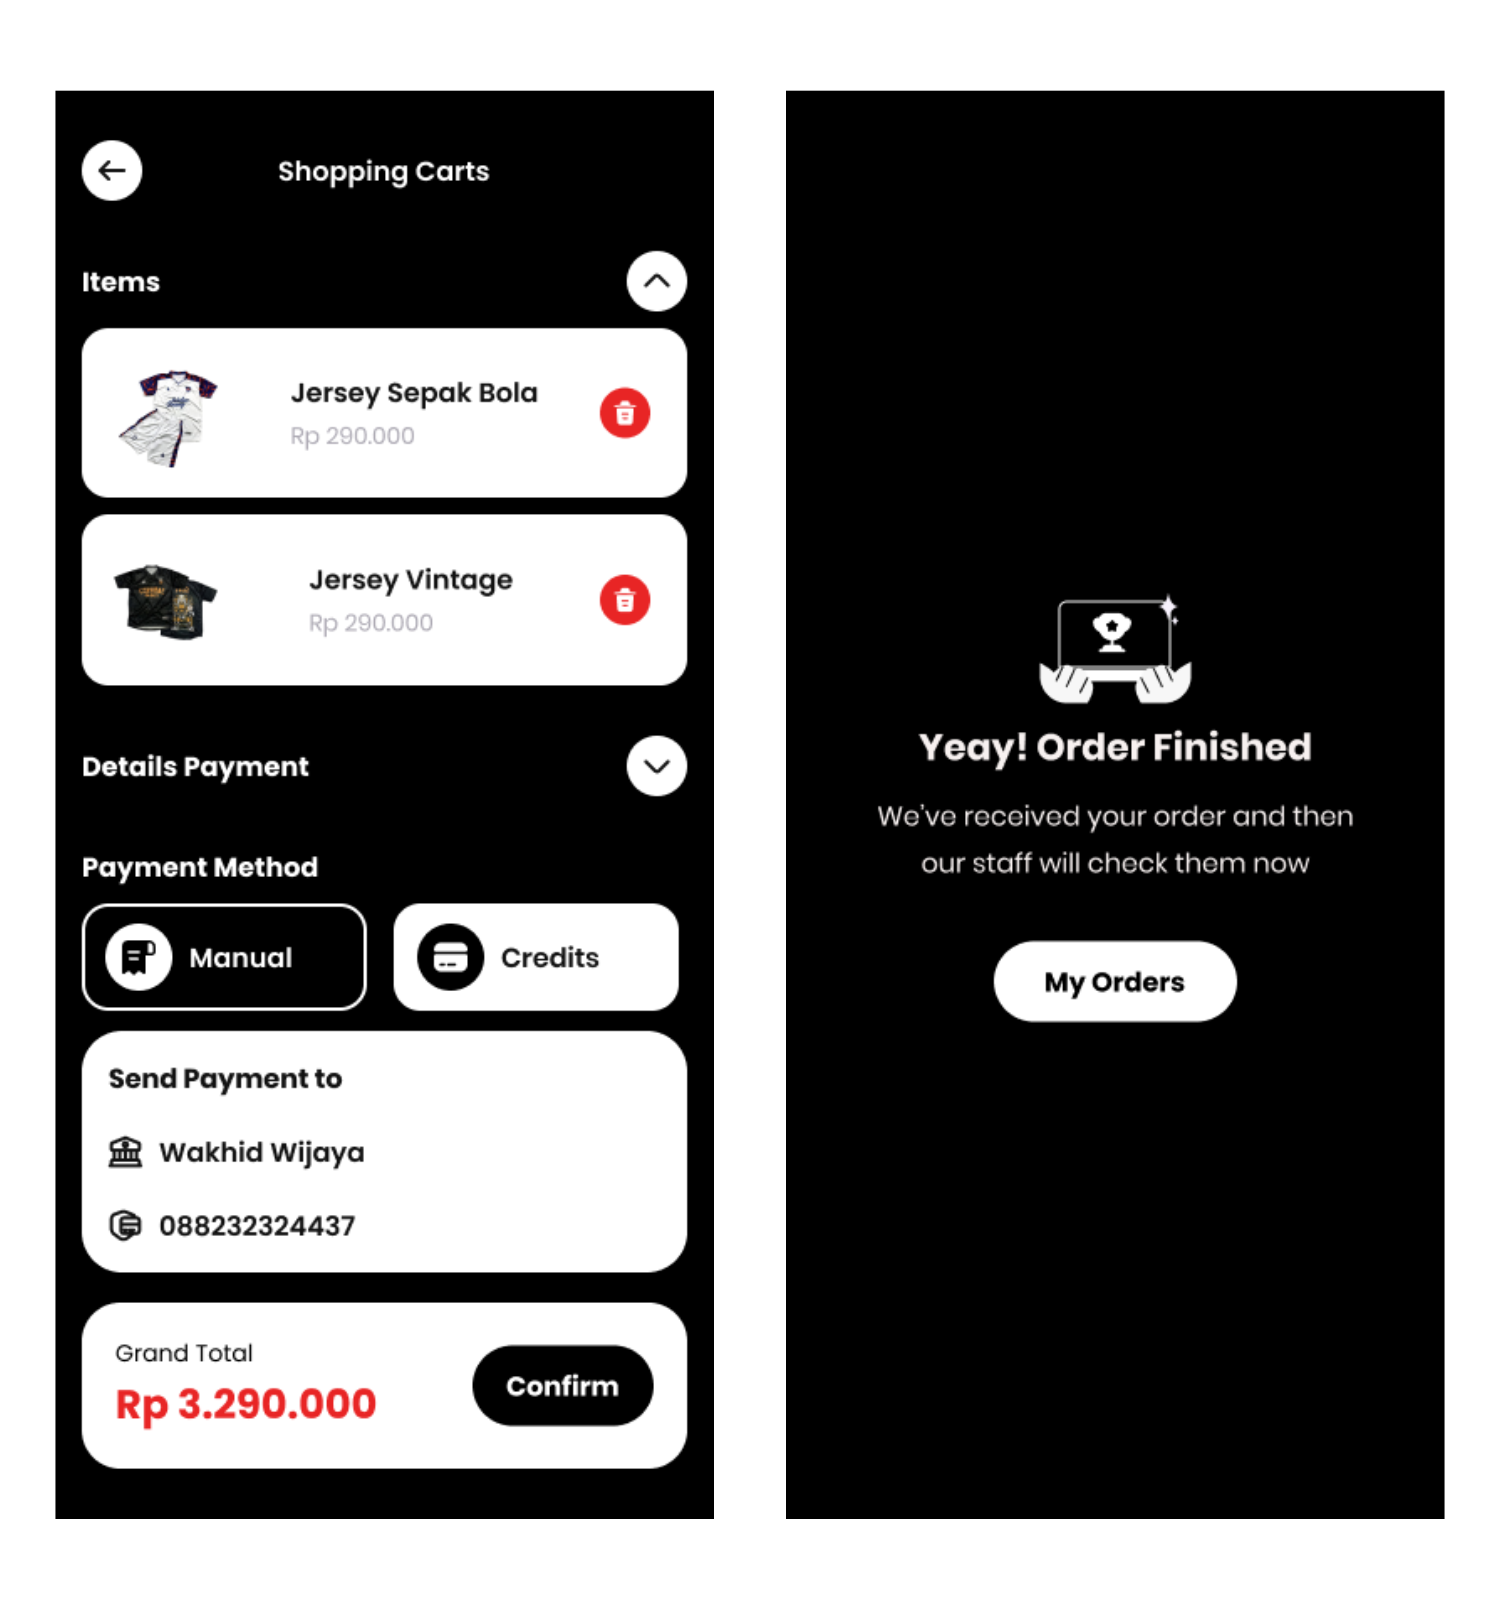 Shopping Carts
Items
Jersey Sepak Bola
Rp 290.000
Jersey Vintage
Rp 290.000
Details Payment
Payment Method
Manual
Credits
Send Payment to
Wakhid Wijaya
088232324437
Grand Total
Rp 3.290.000
Confirm
Yeay! Order Finished
We've received your order and then
our staff will check them now
My Orders